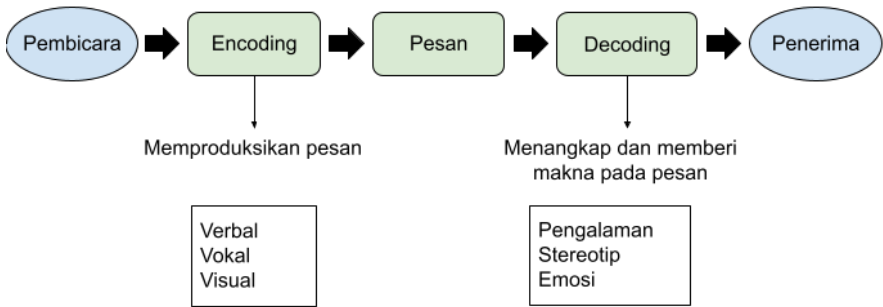 Pembicara
Encoding
Pesan
Decoding
Penerima
Memproduksikan pesan
Menangkap dan memberi
makna pada pesan
Verbal
Vokal
Visual
Pengalaman
Stereotip
Emosi